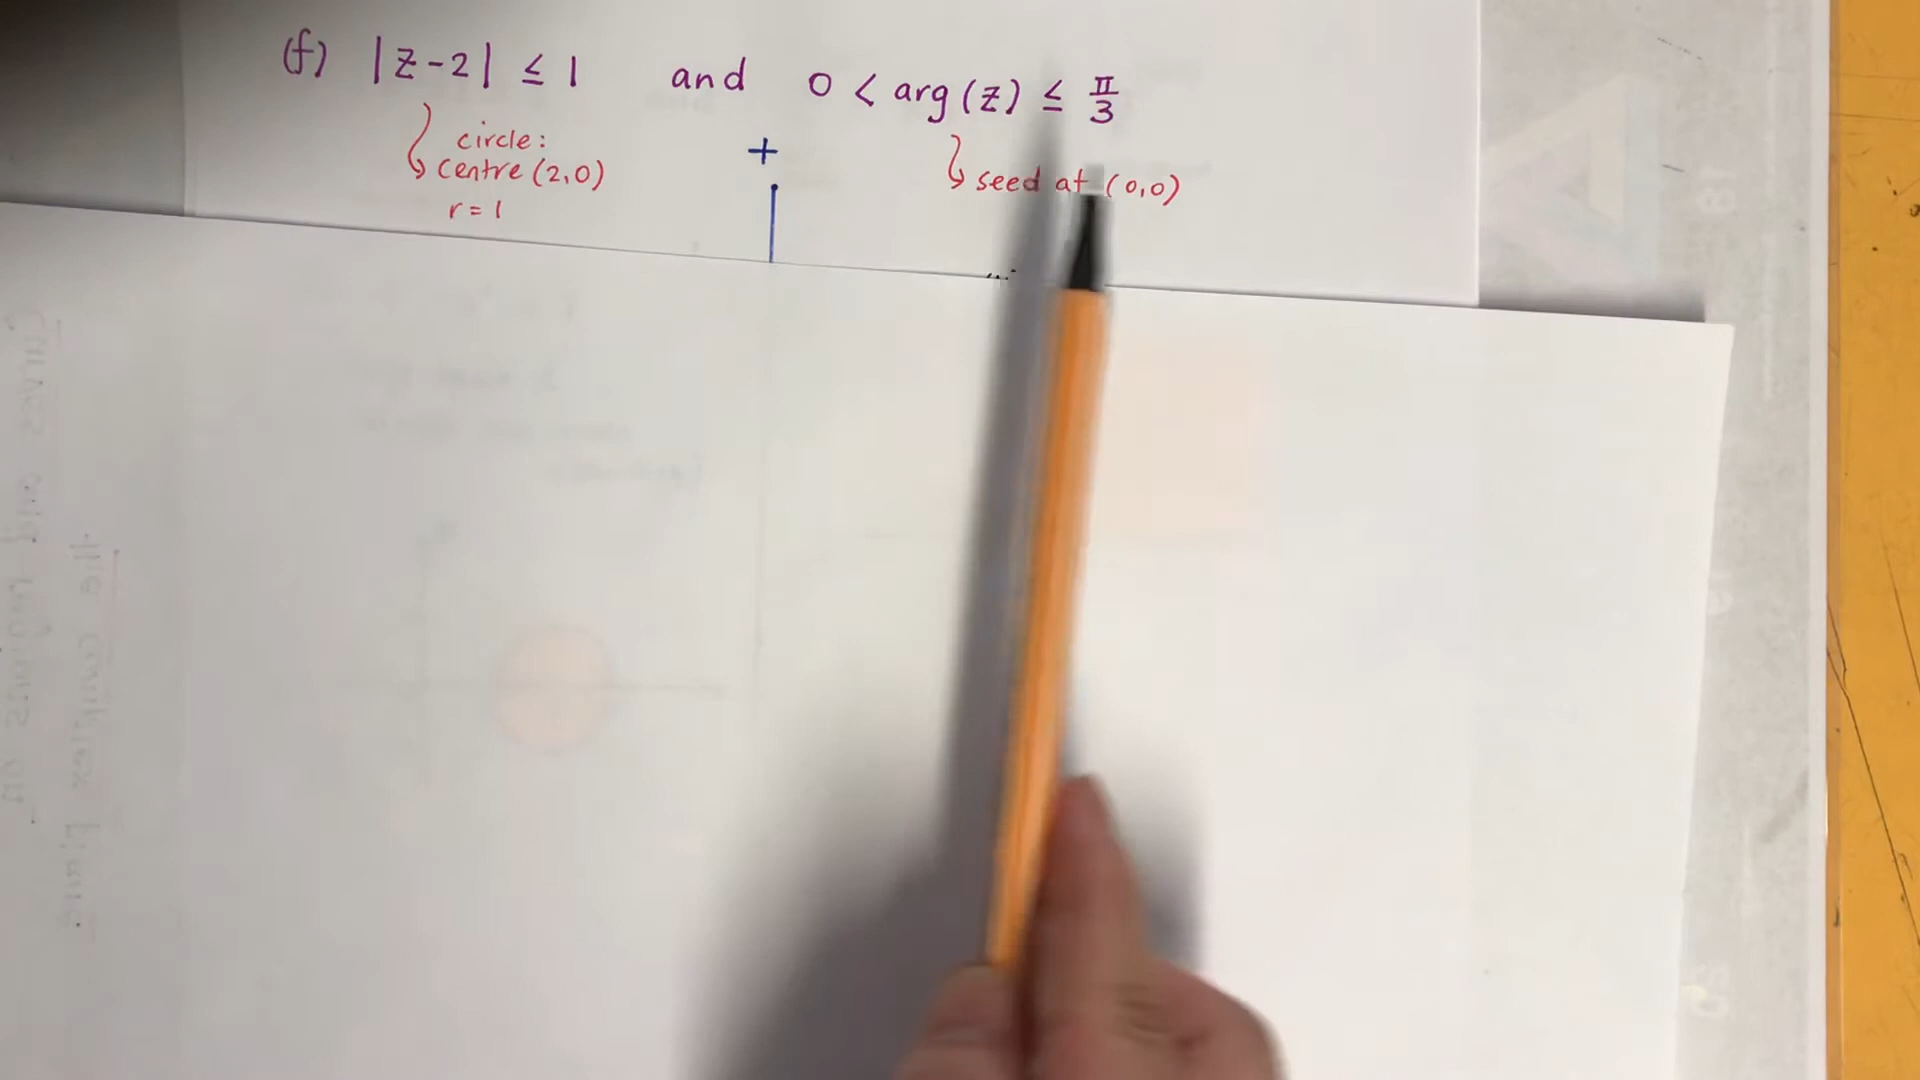 (f) |z-2| ≤ 1 and 0 < arg(z) ≤ π/3
circle:
centre (2,0)
r = 1
+
seed at (0,0)